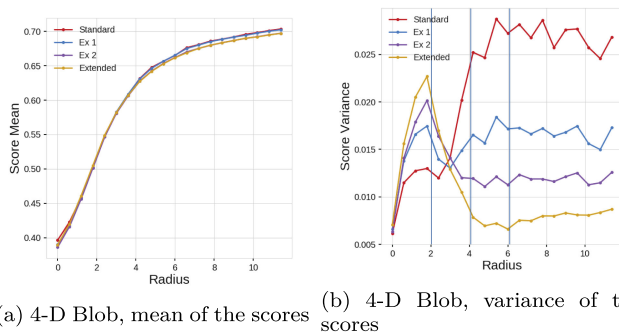 Standard
Ex 1
Ex 2
Extended
0.70
0.65
0.60
0.55
0.50
0.45
0.40
Score Mean
0 2 4 6 8 10
Radius
(a) 4-D Blob, mean of the scores
Standard
Ex 1
Ex 2
Extended
0.025
0.020
0.015
0.010
0.005
Score Variance
0 2 4 6 8 10
Radius
(b) 4-D Blob, variance of
scores